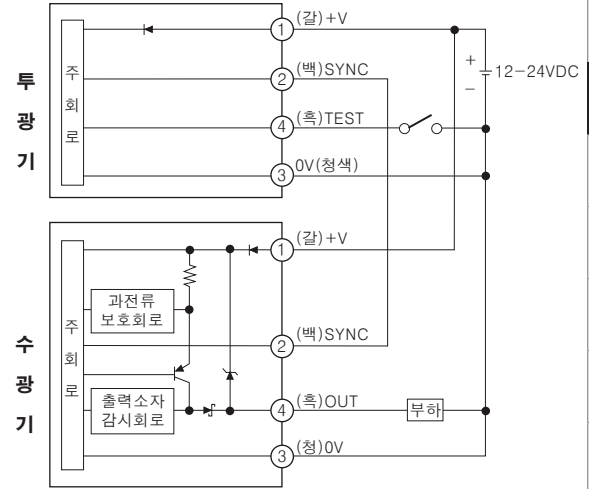 투광기
주회로
① (갈)+V
② (백)SYNC
④ (흑)TEST
③ 0V(청색)
+
12-24VDC
−
수광기
주회로
과전류
보호회로
출력소자
감시회로
① (갈)+V
② (백)SYNC
④ (흑)OUT
부하
③ (청)0V